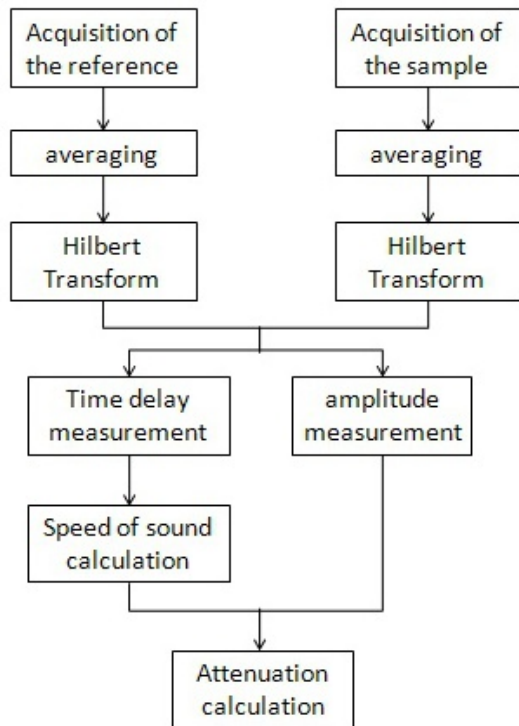 Acquisition of
the reference
Acquisition of
the sample
averaging
averaging
Hilbert
Transform
Hilbert
Transform
Time delay
measurement
amplitude
measurement
Speed of sound
calculation
Attenuation
calculation